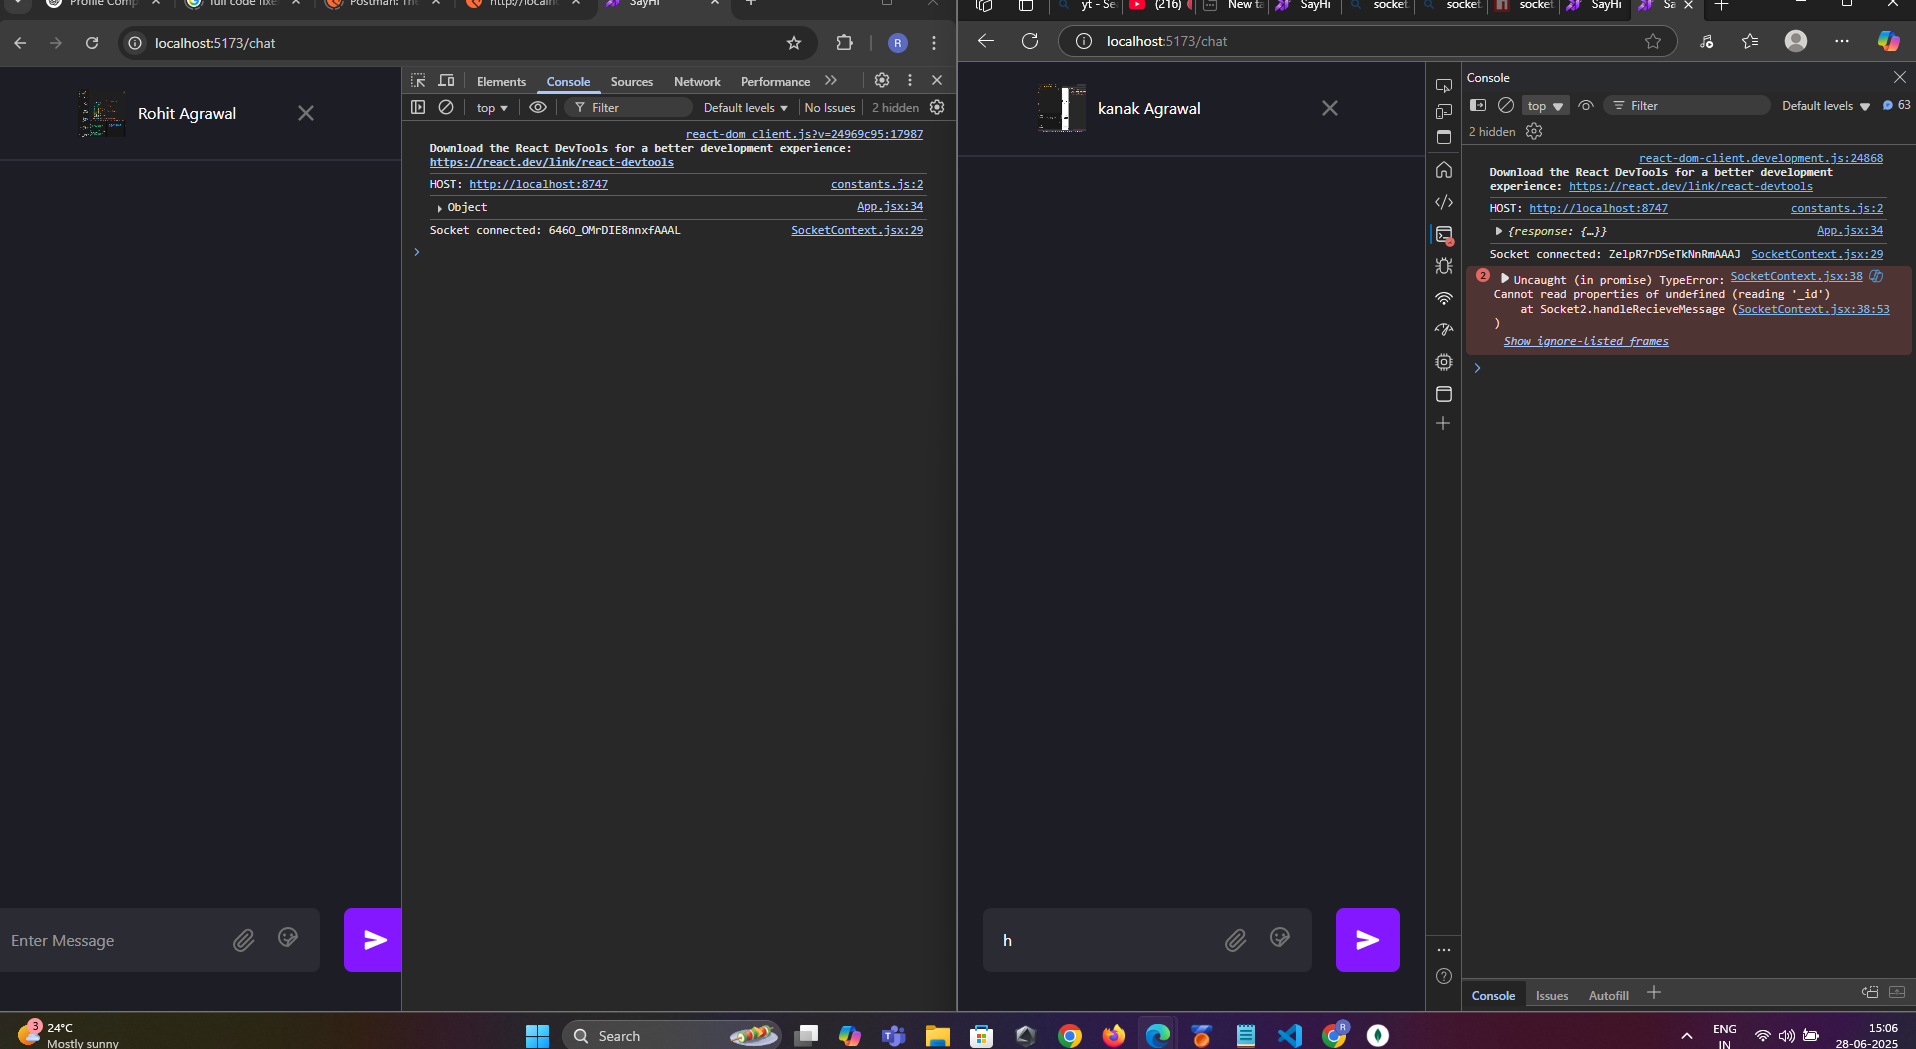 Profile Comp
full code fixe
Postman: The
http://localh
SayHi
localhost:5173/chat
R
Rohit Agrawal
Elements
Console
Sources
Network
Performance
top
Filter
Default levels
No Issues
2 hidden
react-dom_client.js?v=24969c95:17987
Download the React DevTools for a better development experience:
https://react.dev/link/react-devtools
HOST: http://localhost:8747 constants.js:2
Object App.jsx:34
Socket connected: 646O_OMrDIE8nnxfAAAL SocketContext.jsx:29
Enter Message
yt - Se
(216)
New ta
SayHi
socket
socket.
socket
SayHi
Sa
localhost:5173/chat
kanak Agrawal
Console
top
Filter
Default levels
63
2 hidden
react-dom-client.development.js:24868
Download the React DevTools for a better development
experience: https://react.dev/link/react-devtools
HOST: http://localhost:8747 constants.js:2
{response: {…}} App.jsx:34
Socket connected: ZelpR7rDSeTkNnRmAAAJ SocketContext.jsx:29
2 Uncaught (in promise) TypeError: SocketContext.jsx:38
Cannot read properties of undefined (reading '_id')
at Socket2.handleRecieveMessage (SocketContext.jsx:38:53
)
Show ignore-listed frames
h
Console
Issues
Autofill
3
24°C
Mostly sunny
Search
R
ENG
IN
15:06
28-06-2025